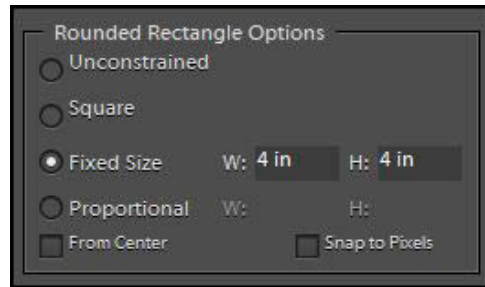 Rounded Rectangle Options
Unconstrained
Square
Fixed Size W: 4 in H: 4 in
Proportional W: H:
From Center Snap to Pixels